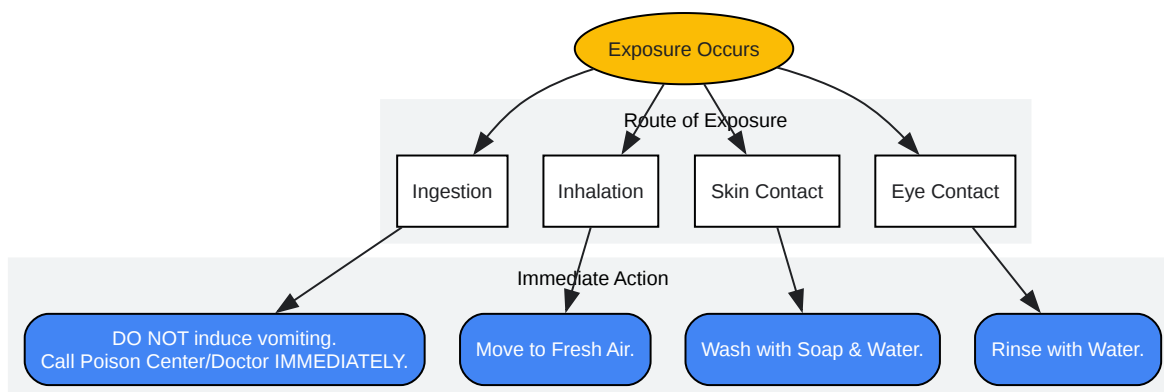 Exposure Occurs
Route of Exposure
Ingestion
Inhalation
Skin Contact
Eye Contact
Immediate Action
DO NOT induce vomiting.
Call Poison Center/Doctor IMMEDIATELY.
Move to Fresh Air.
Wash with Soap & Water.
Rinse with Water.